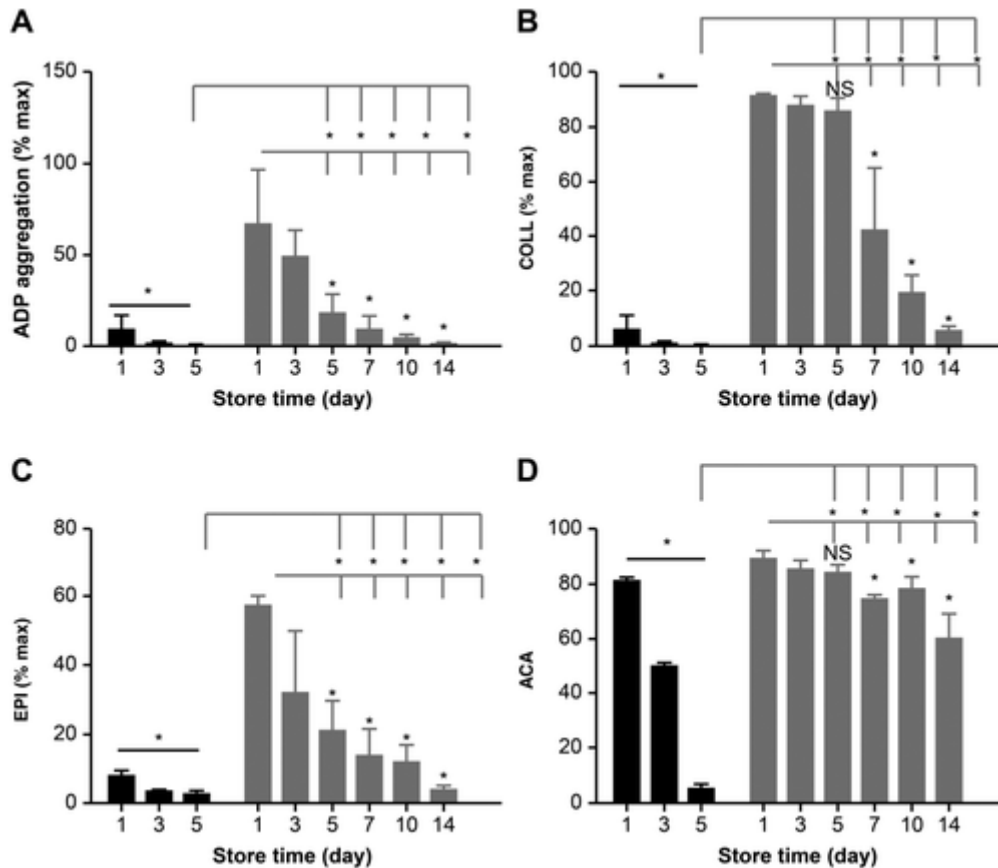 A
ADP aggregation (% max)
150
100
50
0
*
* * * * *
* * * *
1 3 5 1 3 5 7 10 14
Store time (day)
B
COLL (% max)
100
80
60
40
20
0
*
* * * * *
NS
* * *
1 3 5 1 3 5 7 10 14
Store time (day)
C
EPI (% max)
80
60
40
20
0
*
* * * * *
* * * *
1 3 5 1 3 5 7 10 14
Store time (day)
D
ACA
100
80
60
40
20
0
*
* * * * *
NS
* * *
1 3 5 1 3 5 7 10 14
Store time (day)